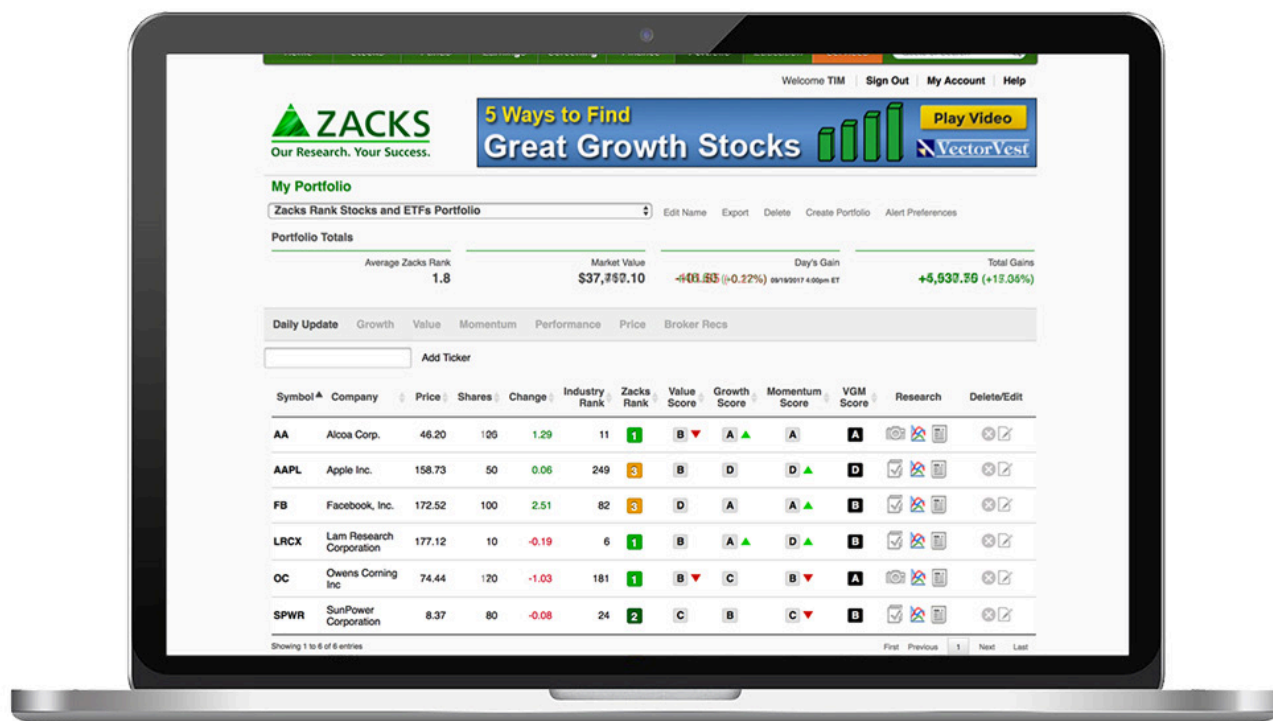 Welcome TIM Sign Out My Account Help
ZACKS
Our Research. Your Success.
5 Ways to Find
Great Growth Stocks
Play Video
VectorVest
My Portfolio
Zacks Rank Stocks and ETFs Portfolio
Edit Name Export Delete Create Portfolio Alert Preferences
Portfolio Totals
Average Zacks Rank Market Value Day's Gain Total Gains
1.8
Daily Update Growth Value Momentum Performance Price Broker Recs
Add Ticker
Symbol Company Price Shares Change Industry Rank Zacks Rank Value Score Growth Score Momentum Score VGM Score Research Delete/Edit
AA Alcoa Corp. 46.20 1.29 11 1 B A A A
AAPL Apple Inc. 158.73 50 0.06 249 3 B D D D
FB Facebook, Inc. 172.52 100 2.51 82 3 D A A B
LRCX Lam Research Corporation 177.12 10 -0.19 6 1 B A D B
OC Owens Corning Inc 74.44 120 -1.03 181 1 B C B A
SPWR SunPower Corporation 8.37 80 -0.08 24 2 C B C B
Showing 1 to 6 of 6 entries
First Previous 1 Next Last